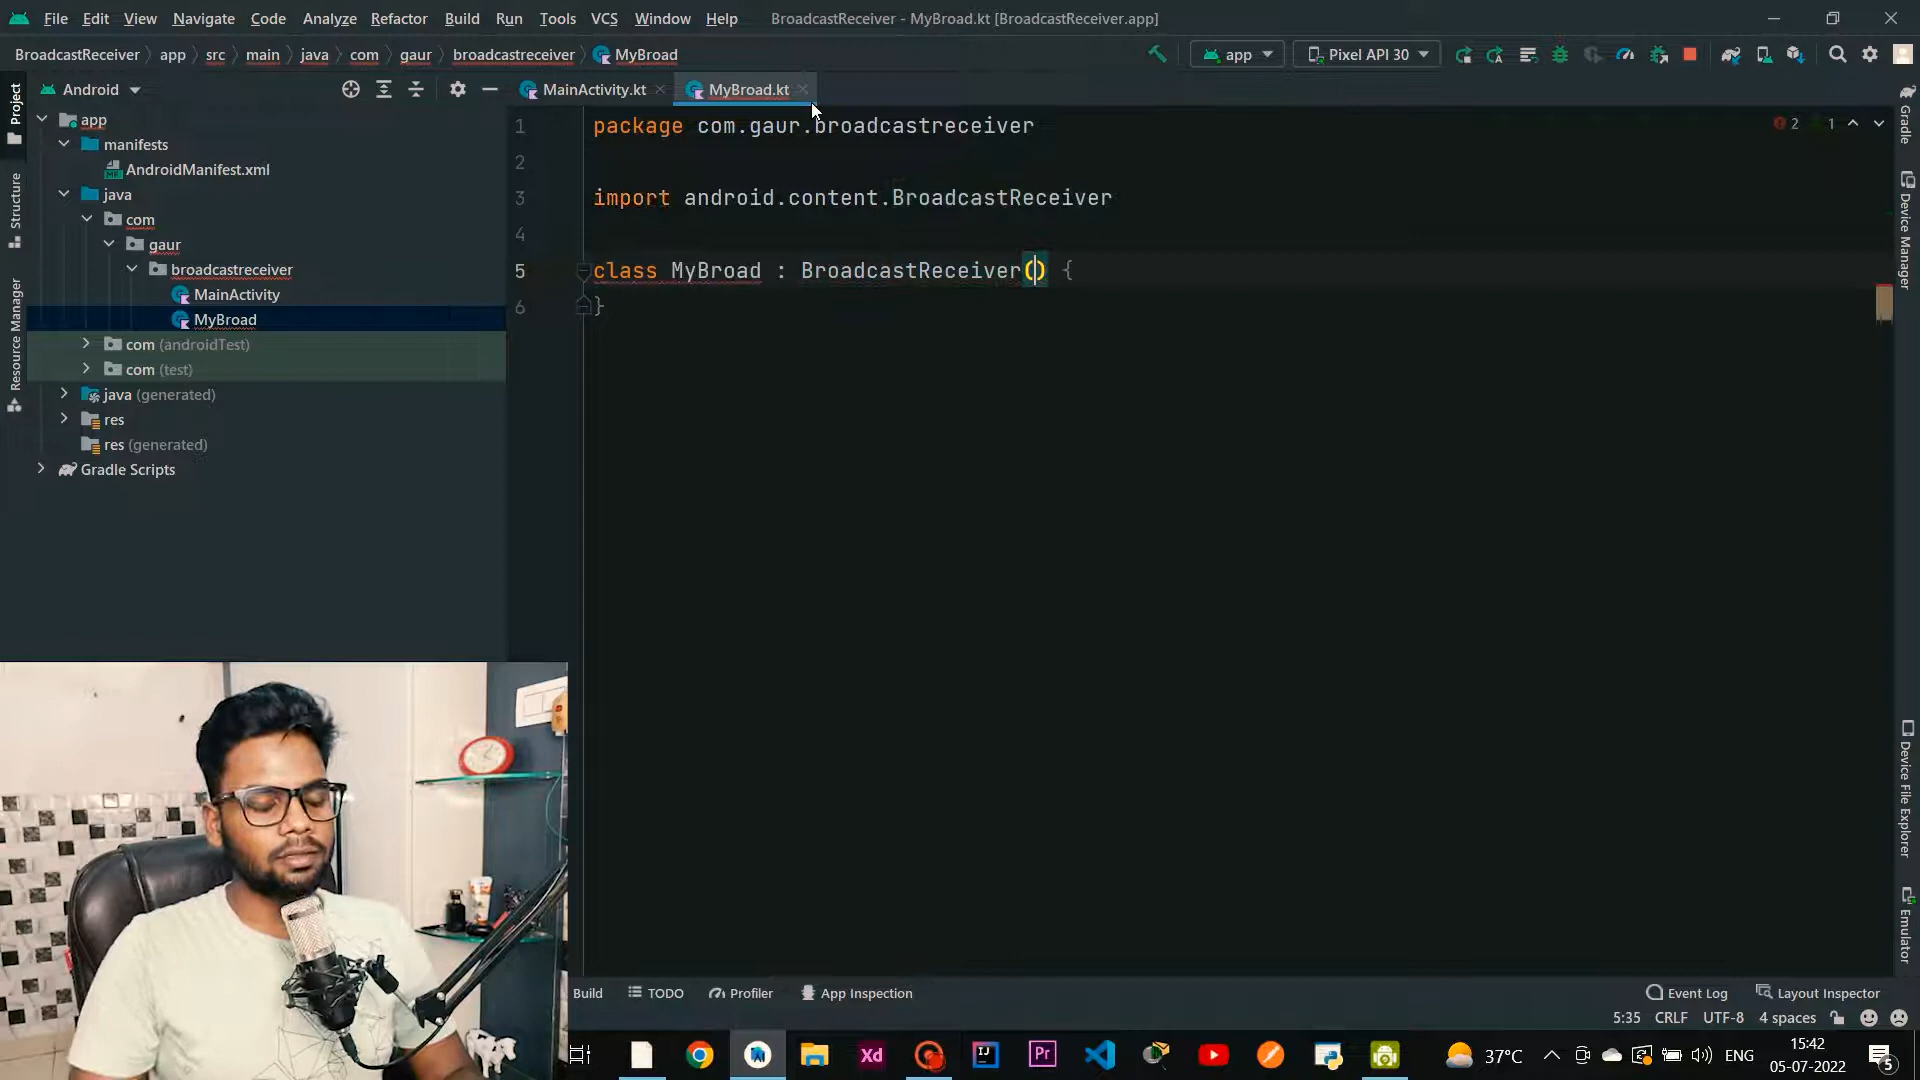 File Edit View Navigate Code Analyze Refactor Build Run Tools VCS Window Help BroadcastReceiver - MyBroad.kt [BroadcastReceiver.app]
BroadcastReceiver app src main java com gaur broadcastreceiver MyBroad app Pixel API 30
Project
Structure
Resource Manager
Android
app
manifests
AndroidManifest.xml
java
com
gaur
broadcastreceiver
MainActivity
MyBroad
com (androidTest)
com (test)
java (generated)
res
res (generated)
Gradle Scripts
MainActivity.kt MyBroad.kt
1 package com.gaur.broadcastreceiver
2
3 import android.content.BroadcastReceiver
4
5 class MyBroad : BroadcastReceiver() {
6 }
2 1
Gradle
Device Manager
Device File Explorer
Emulator
Build TODO Profiler App Inspection Event Log Layout Inspector
5:35 CRLF UTF-8 4 spaces
Xd IJ Pr 37°C ENG 15:42
05-07-2022 5